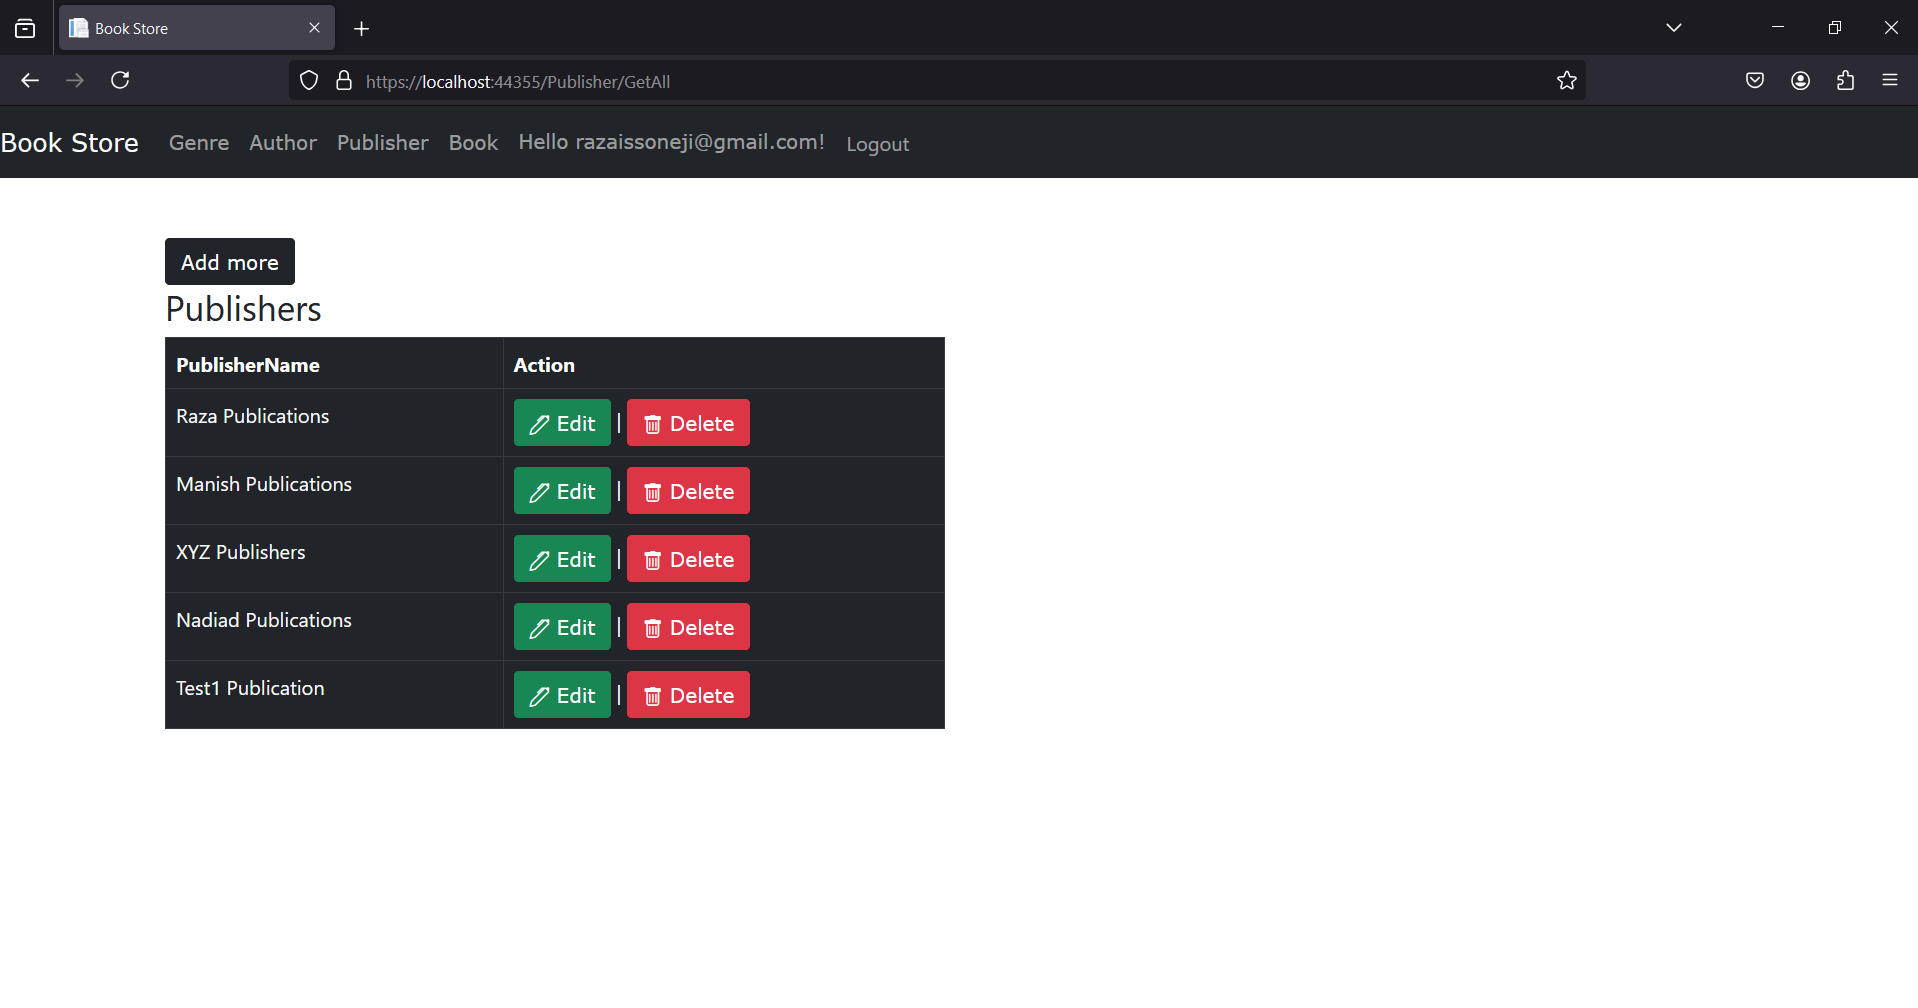 Book Store
https://localhost:44355/Publisher/GetAll
Book Store Genre Author Publisher Book Hello razaissoneji@gmail.com! Logout
Add more
Publishers
PublisherName Action
Raza Publications Edit | Delete
Manish Publications Edit | Delete
XYZ Publishers Edit | Delete
Nadiad Publications Edit | Delete
Test1 Publication Edit | Delete